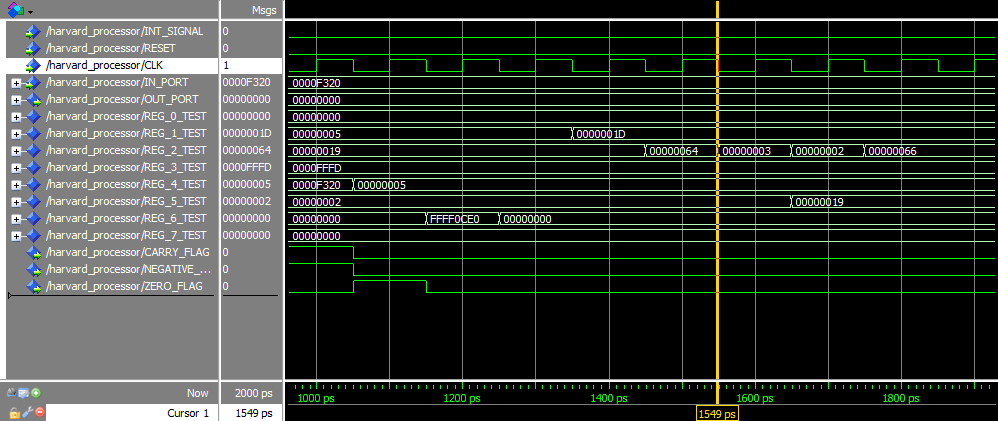 Msgs
/harvard_processor/INT_SIGNAL 0
/harvard_processor/RESET 0
/harvard_processor/CLK 1
/harvard_processor/IN_PORT 0000F320 0000F320
/harvard_processor/OUT_PORT 00000000 00000000
/harvard_processor/REG_0_TEST 00000000 00000000
/harvard_processor/REG_1_TEST 0000001D 00000005 0000001D
/harvard_processor/REG_2_TEST 00000064 00000019 00000064 00000003 00000002 00000066
/harvard_processor/REG_3_TEST 0000FFFD 0000FFFD
/harvard_processor/REG_4_TEST 00000005 0000F320 00000005
/harvard_processor/REG_5_TEST 00000002 00000002 00000019
/harvard_processor/REG_6_TEST 00000000 00000000 FFFF0CE0 00000000
/harvard_processor/REG_7_TEST 00000000 00000000
/harvard_processor/CARRY_FLAG 0
/harvard_processor/NEGATIVE_... 0
/harvard_processor/ZERO_FLAG 0
Now 2000 ps 1000 ps 1200 ps 1400 ps 1600 ps 1800 ps
Cursor 1 1549 ps 1549 ps